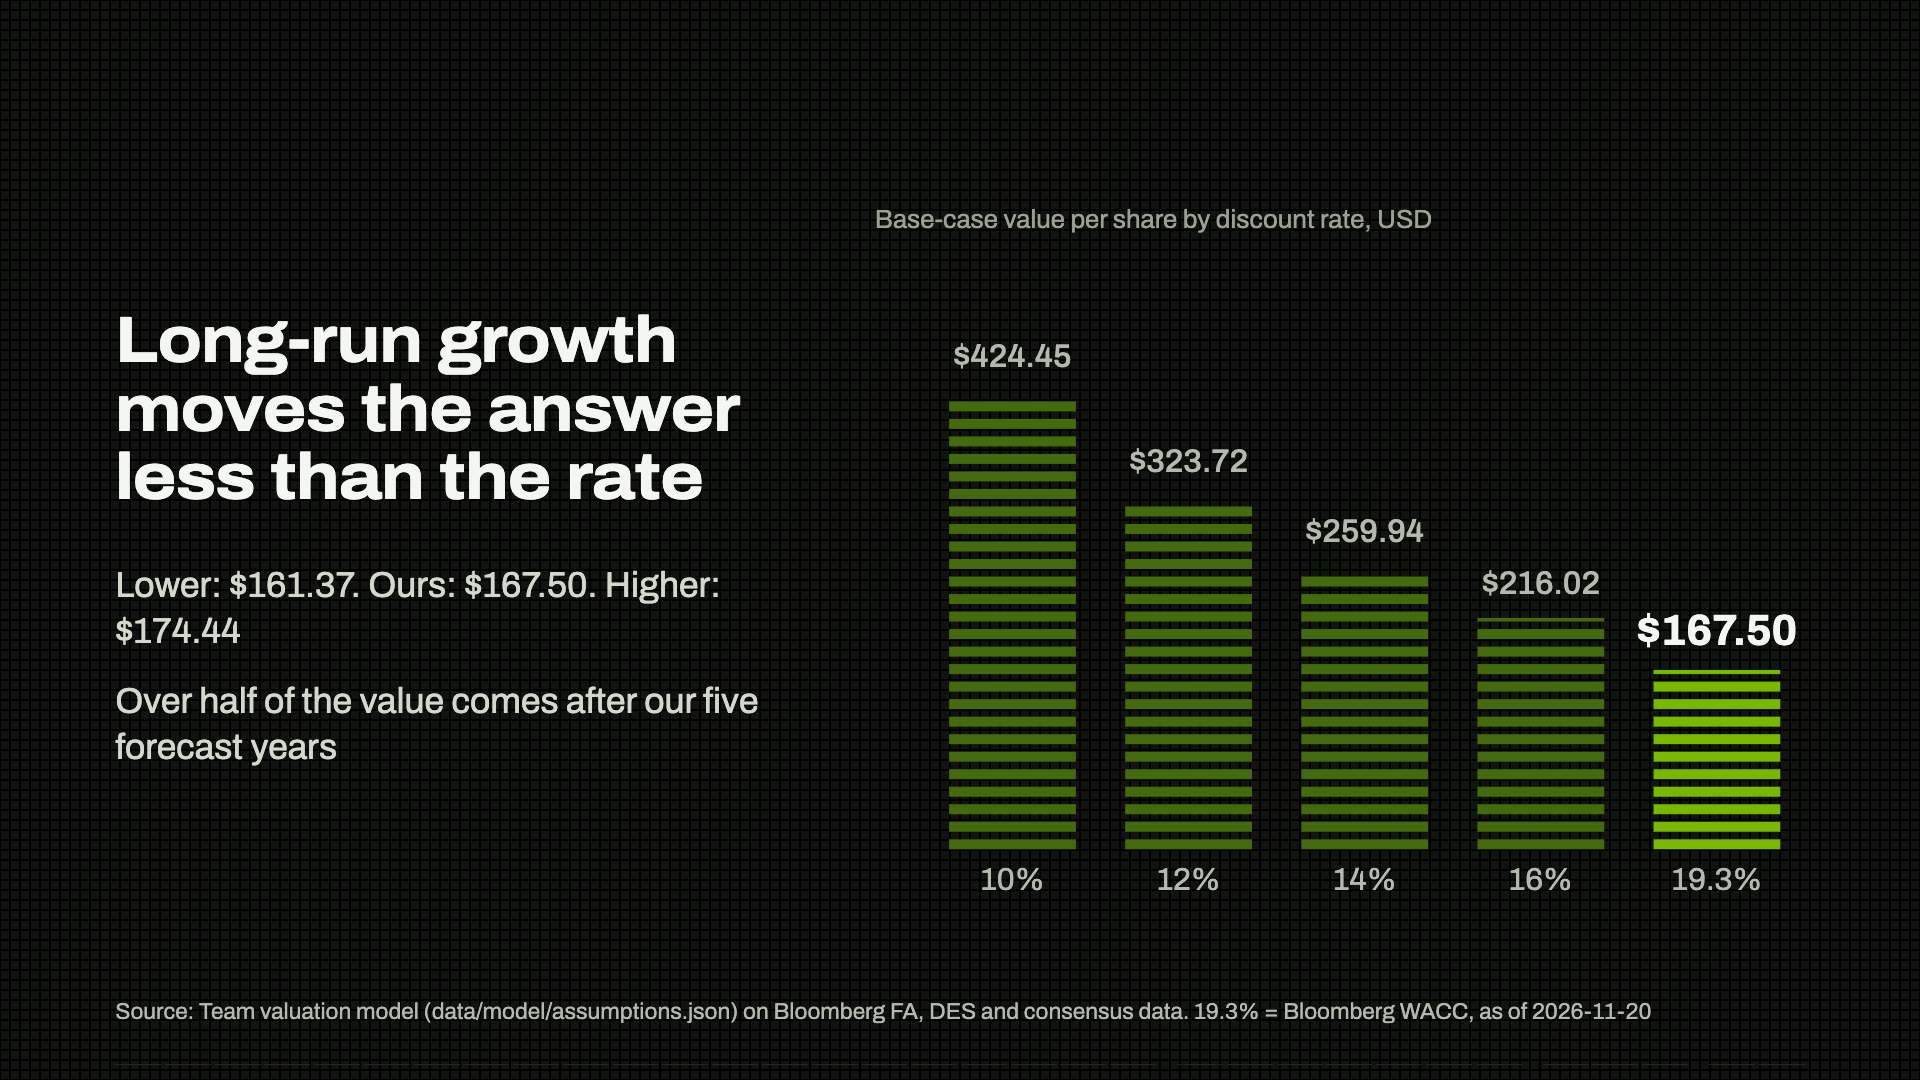 Base-case value per share by discount rate, USD
Long-run growth
moves the answer
less than the rate
Lower: $161.37. Ours: $167.50. Higher:
$174.44
Over half of the value comes after our five
forecast years
$424.45
$323.72
$259.94
$216.02
$167.50
10%
12%
14%
16%
19.3%
Source: Team valuation model (data/model/assumptions.json) on Bloomberg FA, DES and consensus data. 19.3% = Bloomberg WACC, as of 2026-11-20